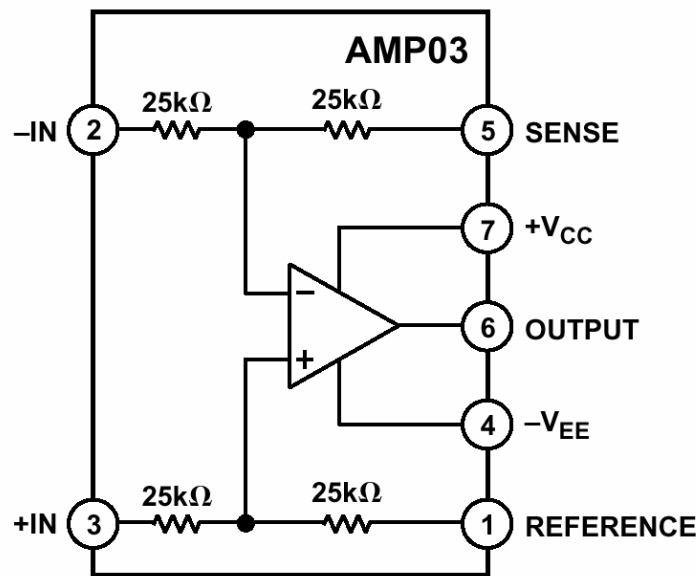 AMP03
25kΩ 25kΩ
–IN 2 5 SENSE
7 +VCC
–
6 OUTPUT
+
4 –VEE
25kΩ 25kΩ
+IN 3 1 REFERENCE